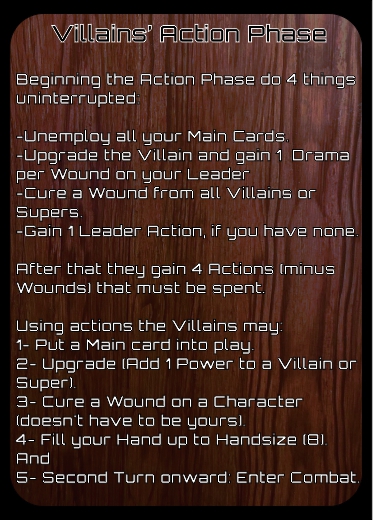 Villains' Action Phase
Beginning the Action Phase do 4 things
uninterrupted:
-Unemploy all your Main Cards.
-Upgrade the Villain and gain 1 Drama
per Wound on your Leader
-Cure a Wound from all Villains or
Supers.
-Gain 1 Leader Action, if you have none.
After that they gain 4 Actions (minus
Wounds) that must be spent.
Using actions the Villains may:
1- Put a Main card into play.
2- Upgrade (Add 1 Power to a Villain or
Super).
3- Cure a Wound on a Character
(doesn't have to be yours).
4- Fill your Hand up to Handsize (8).
And
5- Second Turn onward: Enter Combat.